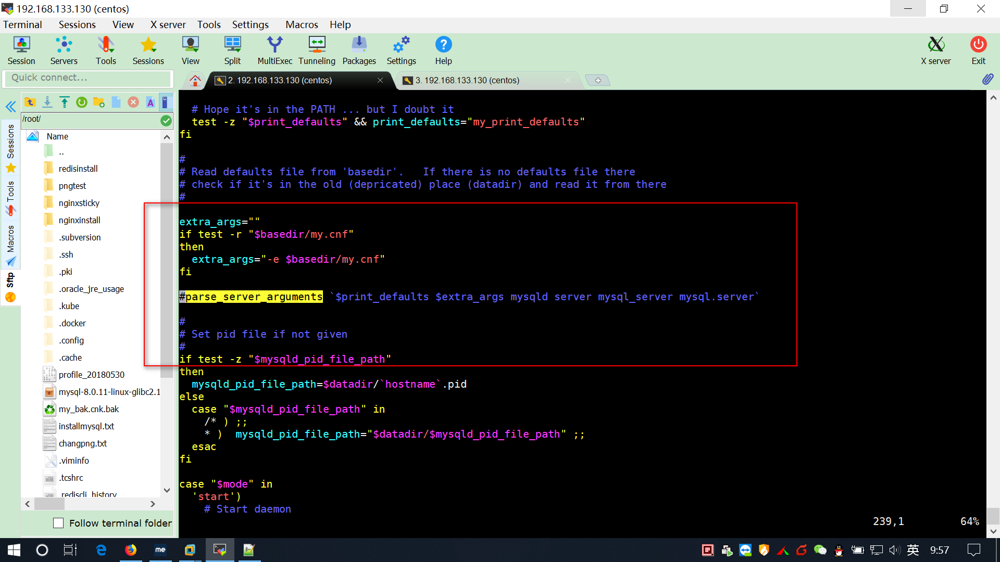 192.168.133.130 (centos)
Terminal Sessions View X server Tools Settings Macros Help
Session Servers Tools Sessions View Split MultiExec Tunneling Packages Settings Help X server Exit
Quick connect...
2. 192.168.133.130 (centos)
3. 192.168.133.130 (centos)
Sessions
Tools
Macros
Sftp
/root/
Name
..
redisinstall
pngtest
nginxsticky
nginxinstall
.subversion
.ssh
.pki
.oracle_jre_usage
.kube
.docker
.config
.cache
profile_20180530
mysql-8.0.11-linux-glibc2.1
my_bak.cnk.bak
installmysql.txt
changpng.txt
.viminfo
.tcshrc
.rediscli_history
Follow terminal folder
# Hope it's in the PATH ... but I doubt it
test -z "$print_defaults" && print_defaults="my_print_defaults"
fi
#
# Read defaults file from 'basedir'.   If there is no defaults file there
# check if it's in the old (depricated) place (datadir) and read it from there
#
extra_args=""
if test -r "$basedir/my.cnf"
then
extra_args="-e $basedir/my.cnf"
fi
#parse_server_arguments `$print_defaults $extra_args mysqld server mysql_server mysql.server`
#
# Set pid file if not given
#
if test -z "$mysqld_pid_file_path"
then
mysqld_pid_file_path=$datadir/`hostname`.pid
else
case "$mysqld_pid_file_path" in
/* ) ;;
* )  mysqld_pid_file_path="$datadir/$mysqld_pid_file_path" ;;
esac
fi
case "$mode" in
'start')
# Start daemon
239,1 64%
me
英
9:57